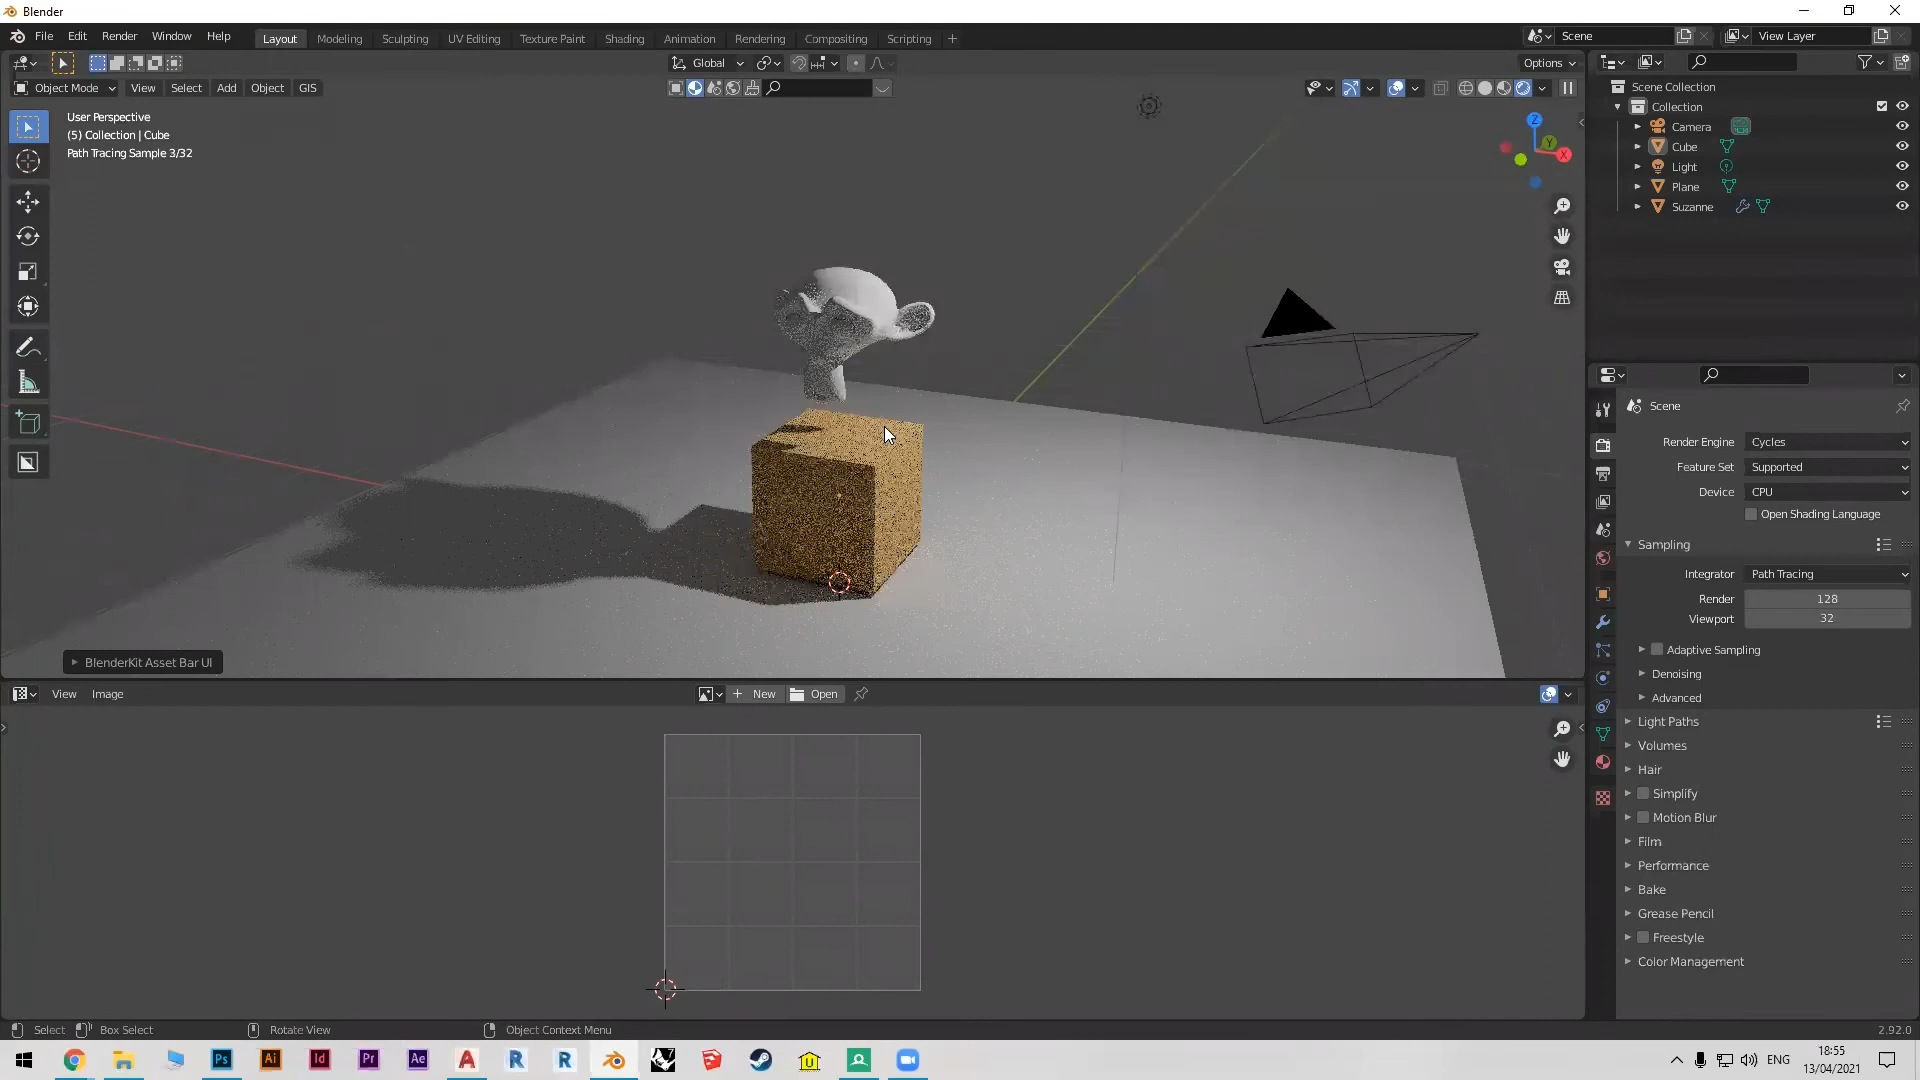 Blender
File Edit Render Window Help
Layout Modeling Sculpting UV Editing Texture Paint Shading Animation Rendering Compositing Scripting
Scene
View Layer
Global
Options
Object Mode View Select Add Object GIS
User Perspective
(5) Collection | Cube
Path Tracing Sample 3/32
Z
Y
X
Scene Collection
Collection
Camera
Cube
Light
Plane
Suzanne
Scene
Render Engine Cycles
Feature Set Supported
Device CPU
Open Shading Language
Sampling
Integrator Path Tracing
Render 128
Viewport 32
Adaptive Sampling
Denoising
Advanced
Light Paths
Volumes
Hair
Simplify
Motion Blur
Film
Performance
Bake
Grease Pencil
Freestyle
Color Management
BlenderKit Asset Bar UI
View Image
New Open
Select Box Select Rotate View Object Context Menu
2.92.0
Ps Ai Id Pr Ae A R R U
ENG
18:55
13/04/2021